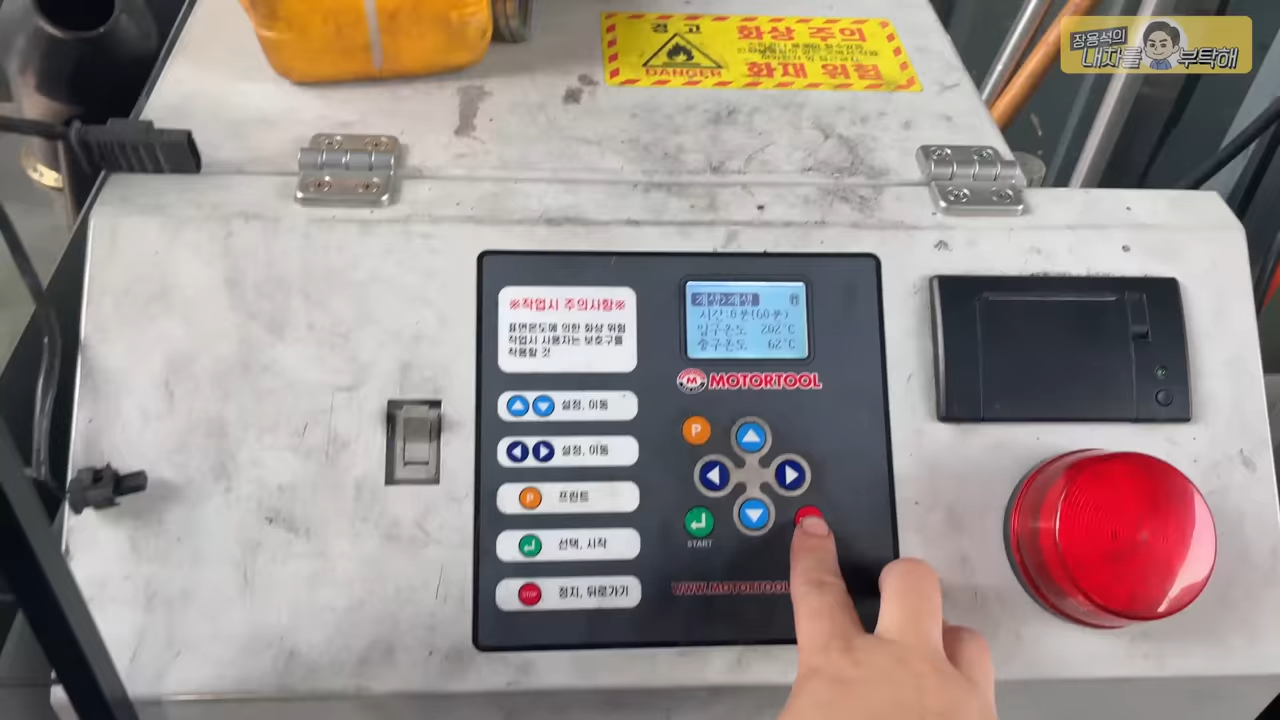 경고 화상 주의
DANGER 화재 위험
장용석의
내차를 부탁해
※작업시 주의사항※
표면온도에 의한 화상 위험
작업시 사용자는 보호구를
착용할 것
재생>재생
시간:0분(60분)
입구온도 202℃
출구온도 62℃
MOTORTOOL
설정, 이동
설정, 이동
P 프린트
선택, 시작
STOP 정지, 뒤로가기
P
START
WWW.MOTORTOOL